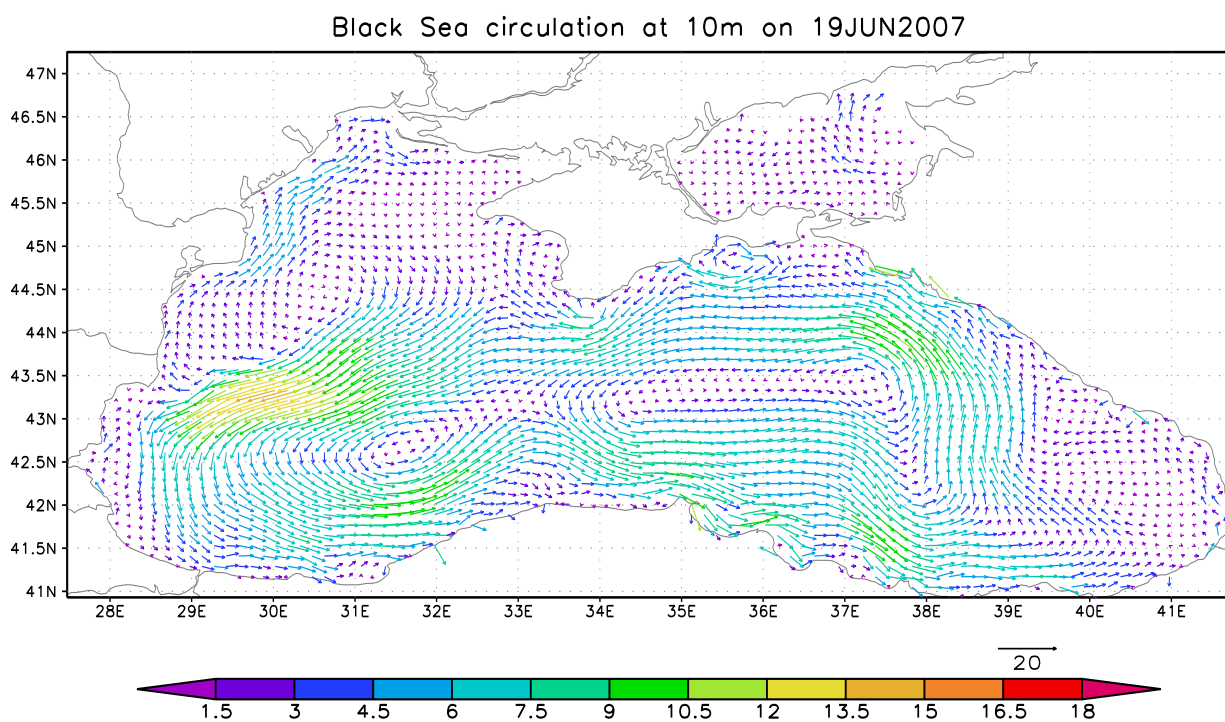 Black Sea circulation at 10m on 19JUN2007
47N
46.5N
46N
45.5N
45N
44.5N
44N
43.5N
43N
42.5N
42N
41.5N
41N
28E 29E 30E 31E 32E 33E 34E 35E 36E 37E 38E 39E 40E 41E
20
1.5 3 4.5 6 7.5 9 10.5 12 13.5 15 16.5 18